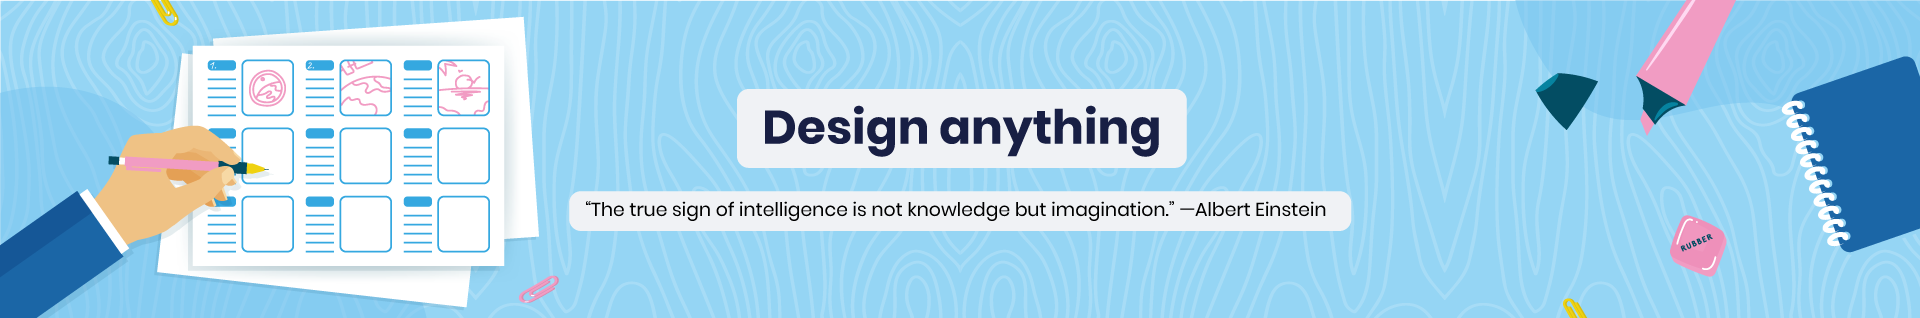 1.
2.
Design anything
“The true sign of intelligence is not knowledge but imagination.” —Albert Einstein
RUBBER